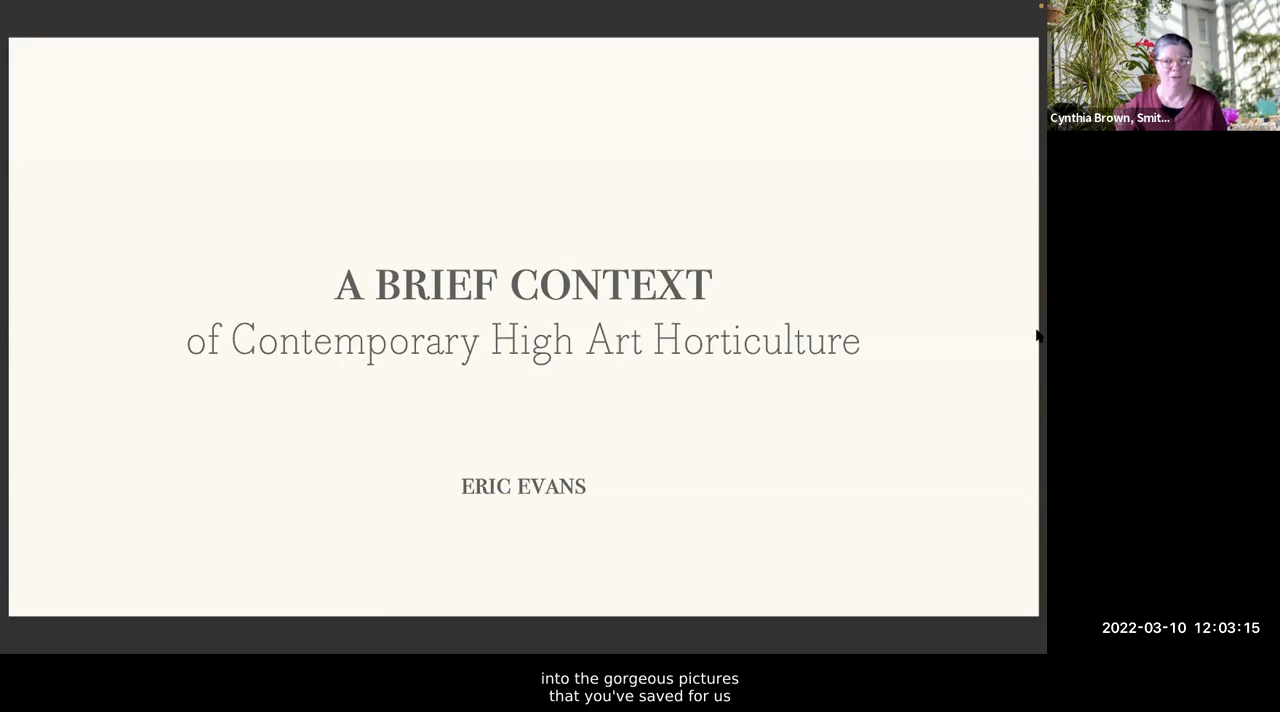 A BRIEF CONTEXT
of Contemporary High Art Horticulture
ERIC EVANS
Cynthia Brown, Smit...
2022-03-10 12:03:15
into the gorgeous pictures
that you've saved for us